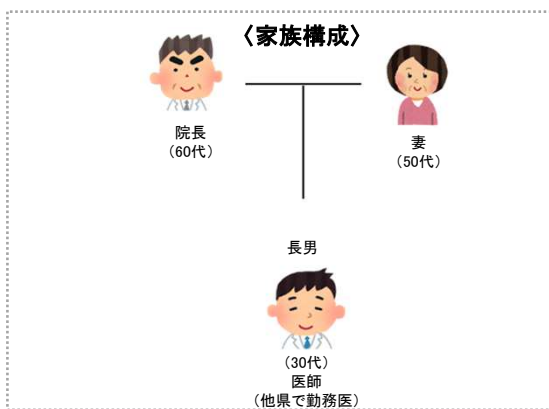 〈家族構成〉
院長
（60代）
妻
（50代）
長男
（30代）
医師
（他県で勤務医）